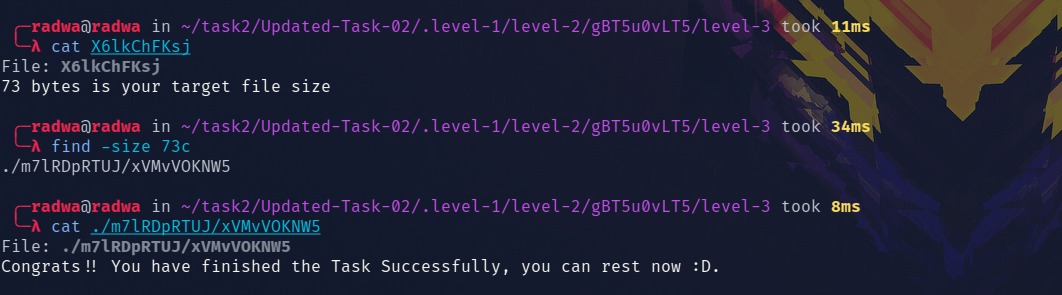 ╭─radwa@radwa in ~/task2/Updated-Task-02/.level-1/level-2/gBT5u0vLT5/level-3 took 11ms
╰─λ cat X6lkChFKsj
File: X6lkChFKsj
73 bytes is your target file size
╭─radwa@radwa in ~/task2/Updated-Task-02/.level-1/level-2/gBT5u0vLT5/level-3 took 34ms
╰─λ find -size 73c
./m7lRDpRTUJ/xVMvVOKNW5
╭─radwa@radwa in ~/task2/Updated-Task-02/.level-1/level-2/gBT5u0vLT5/level-3 took 8ms
╰─λ cat ./m7lRDpRTUJ/xVMvVOKNW5
File: ./m7lRDpRTUJ/xVMvVOKNW5
Congrats!! You have finished the Task Successfully, you can rest now :D.